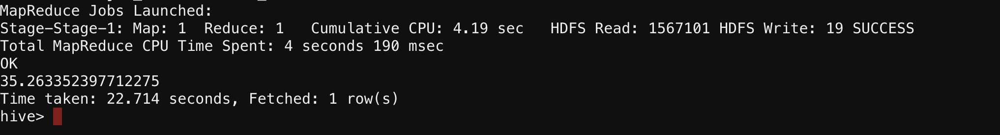 MapReduce Jobs Launched:
Stage-Stage-1: Map: 1  Reduce: 1   Cumulative CPU: 4.19 sec   HDFS Read: 1567101 HDFS Write: 19 SUCCESS
Total MapReduce CPU Time Spent: 4 seconds 190 msec
OK
35.263352397712275
Time taken: 22.714 seconds, Fetched: 1 row(s)
hive>